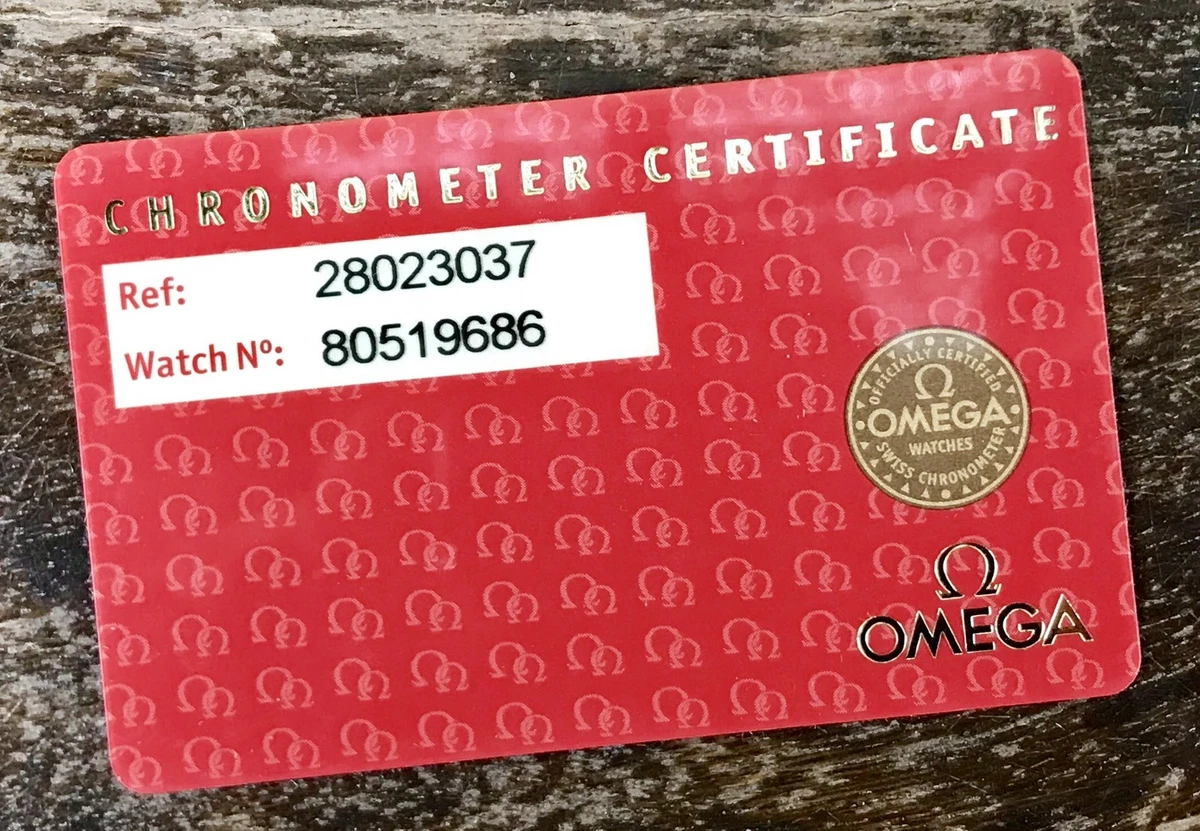 CHRONOMETER CERTIFICATE
Ref: 28023037
Watch Nº: 80519686
OFFICIALLY CERTIFIED
Ω
OMEGA
WATCHES
SWISS CHRONOMETER
Ω
OMEGA